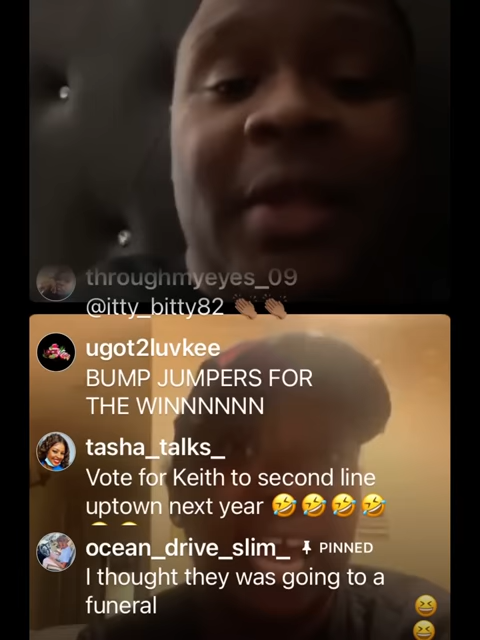 throughmyeyes_09
@itty_bitty82 👏🏽👏🏽
ugot2luvkee
BUMP JUMPERS FOR
THE WINNNNNN
tasha_talks_
Vote for Keith to second line
uptown next year 🤣🤣🤣🤣
ocean_drive_slim_ PINNED
I thought they was going to a
funeral